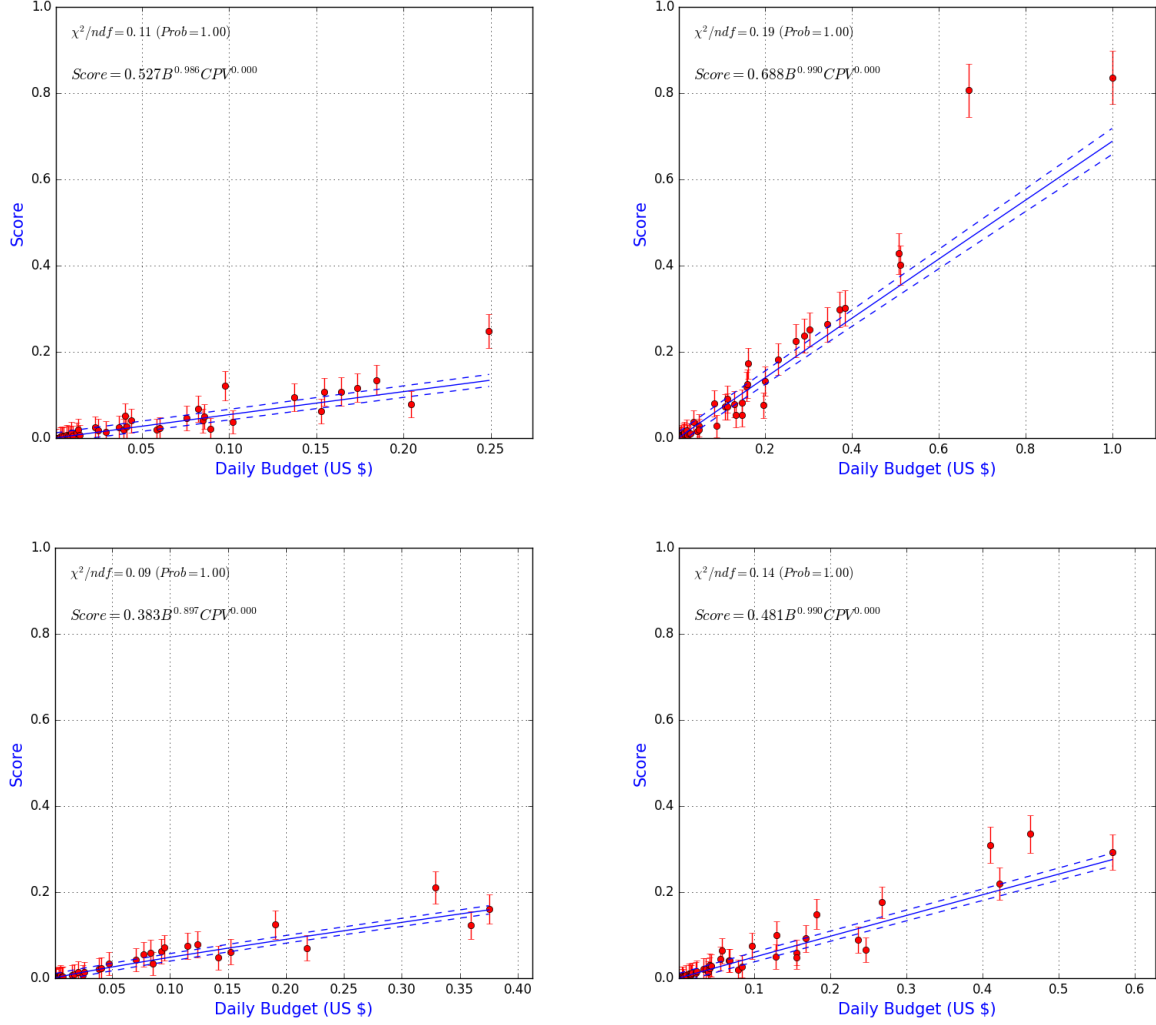 1.0
χ²/ndf = 0.11 (Prob = 1.00)
Score = 0.527B^0.986 CPV^0.000
0.8
0.6
Score
0.4
0.2
0.0
0.05 0.10 0.15 0.20 0.25
Daily Budget (US $)
1.0
χ²/ndf = 0.19 (Prob = 1.00)
Score = 0.688B^0.990 CPV^0.000
0.8
0.6
Score
0.4
0.2
0.0
0.2 0.4 0.6 0.8 1.0
Daily Budget (US $)
1.0
χ²/ndf = 0.09 (Prob = 1.00)
Score = 0.383B^0.897 CPV^0.000
0.8
0.6
Score
0.4
0.2
0.0
0.05 0.10 0.15 0.20 0.25 0.30 0.35 0.40
Daily Budget (US $)
1.0
χ²/ndf = 0.14 (Prob = 1.00)
Score = 0.481B^0.990 CPV^0.000
0.8
0.6
Score
0.4
0.2
0.0
0.1 0.2 0.3 0.4 0.5 0.6
Daily Budget (US $)